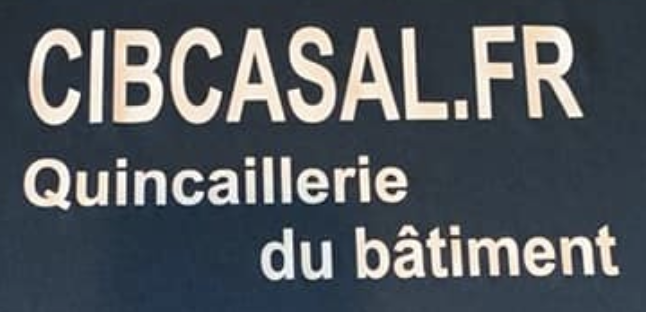 CIBCASAL.FR
Quincaillerie
du bâtiment